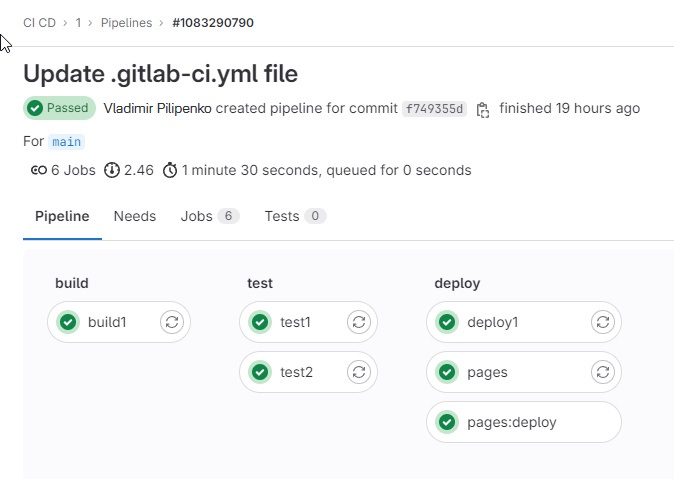 CI CD > 1 > Pipelines > #1083290790
Update .gitlab-ci.yml file
Passed Vladimir Pilipenko created pipeline for commit f749355d finished 19 hours ago
For main
6 Jobs 2.46 1 minute 30 seconds, queued for 0 seconds
Pipeline Needs Jobs 6 Tests 0
build test deploy
build1 test1 deploy1
test2 pages
pages:deploy